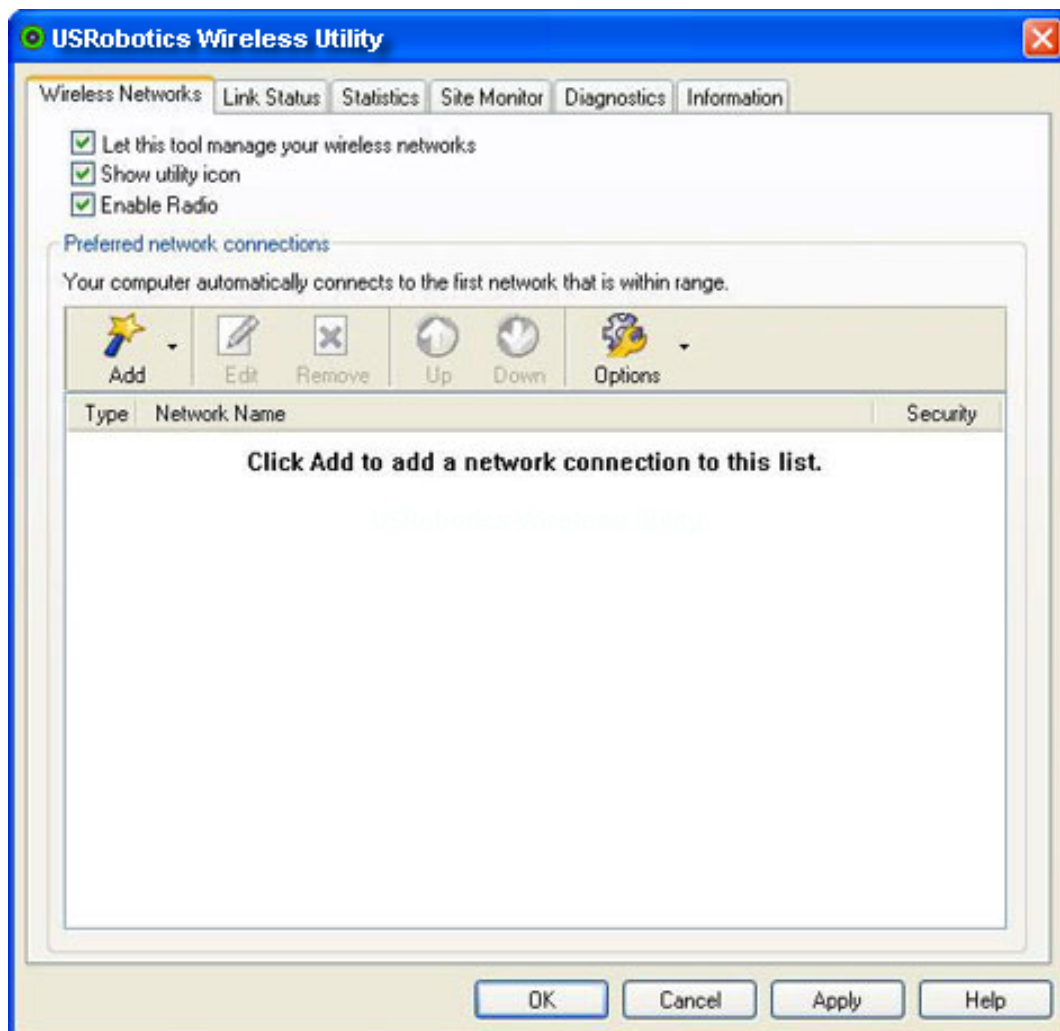 USRobotics Wireless Utility
Wireless Networks Link Status Statistics Site Monitor Diagnostics Information
Let this tool manage your wireless networks
Show utility icon
Enable Radio
Preferred network connections
Your computer automatically connects to the first network that is within range.
Add Edit Remove Up Down Options
Type Network Name Security
Click Add to add a network connection to this list.
OK Cancel Apply Help